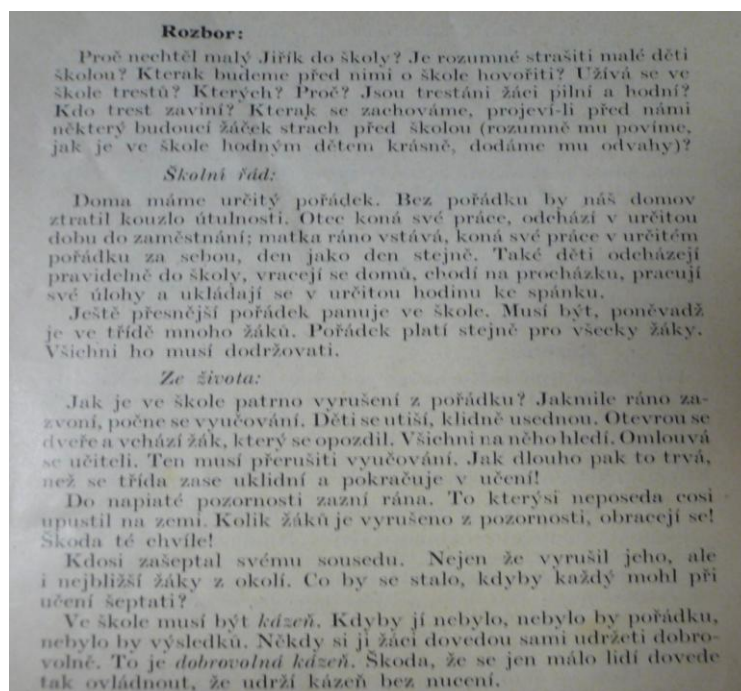 Rozbor:
Proč nechtěl malý Jiřík do školy? Je rozumné strašiti malé děti
školou? Kterak budeme před nimi o škole hovořiti? Užívá se ve
škole trestů? Kterých? Proč? Jsou trestáni žáci pilní a hodní?
Kdo trest zaviní? Kterak se zachováme, projeví-li před námi
některý budoucí žáček strach před školou (rozumně mu povíme,
jak je ve škole hodným dětem krásně, dodáme mu odvahy)?
Školní řád:
Doma máme určitý pořádek. Bez pořádku by náš domov
ztratil kouzlo útulnosti. Otec koná své práce, odchází v určitou
dobu do zaměstnání; matka ráno vstává, koná své práce v určitém
pořádku za sebou, den jako den stejně. Také děti odcházejí
pravidelně do školy, vracejí se domů, chodí na procházku, pracují
své úlohy a ukládají se v určitou hodinu ke spánku.
Ještě přesnější pořádek panuje ve škole. Musí být, poněvadž
je ve třídě mnoho žáků. Pořádek platí stejně pro všecky žáky.
Všichni ho musí dodržovati.
Ze života:
Jak je ve škole patrno vyrušení z pořádku? Jakmile ráno za-
zvoní, počne se vyučování. Děti se utiší, klidně usednou. Otevrou se
dveře a vchází žák, který se opozdil. Všichni na něho hledí. Omlouvá
se učiteli. Ten musí přerušiti vyučování. Jak dlouho pak to trvá,
než se třída zase uklidní a pokračuje v učení!
Do napiaté pozornosti zazní rána. To kterýsi neposeda cosi
upustil na zemi. Kolik žáků je vyrušeno z pozornosti, obracejí se!
Škoda té chvíle!
Kdosi zašeptal svému sousedu. Nejen že vyrušil jeho, ale
i nejbližší žáky z okolí. Co by se stalo, kdyby každý mohl při
učení šeptati?
Ve škole musí být kázeň. Kdyby jí nebylo, nebylo by pořádku,
nebylo by výsledků. Někdy si ji žáci dovedou sami udržeti dobro-
volně. To je dobrovolná kázeň. Škoda, že se jen málo lidí dovede
tak ovládnout, že udrží kázeň bez nucení.